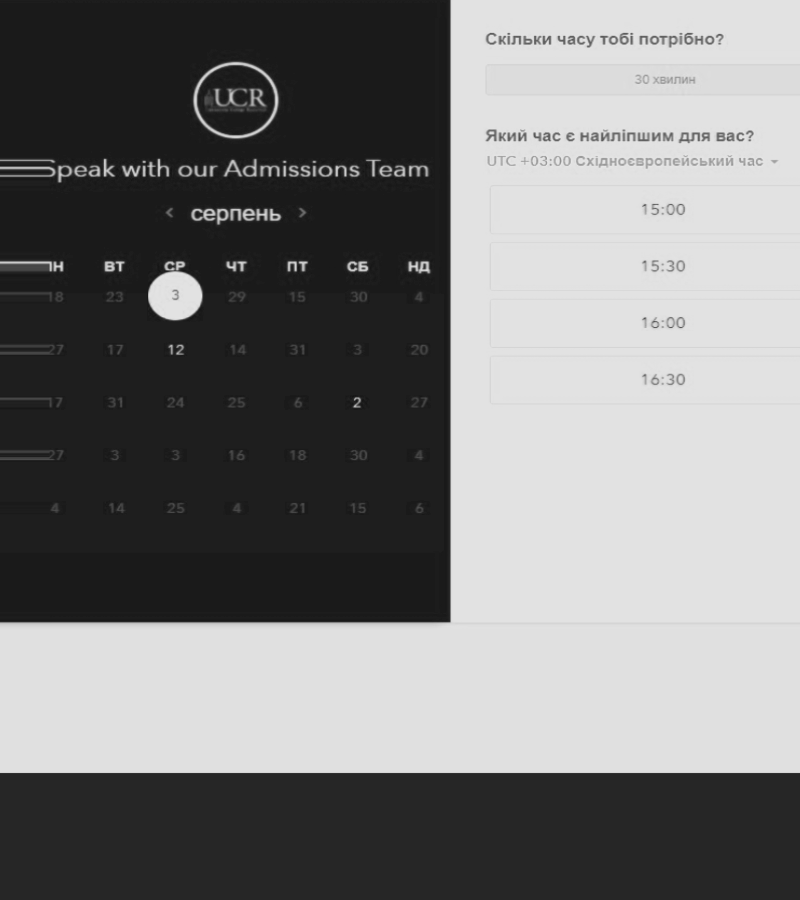 UCR
Speak with our Admissions Team
< серпень >
ПН ВТ СР ЧТ ПТ СБ НД
18 23 3 29 15 30 4
27 17 12 14 31 3 20
17 31 24 25 6 2 27
27 3 3 16 18 30 4
4 14 25 4 21 15 6
Скільки часу тобі потрібно?
30 хвилин
Який час є найліпшим для вас?
UTC +03:00 Східноєвропейський час
15:00
15:30
16:00
16:30